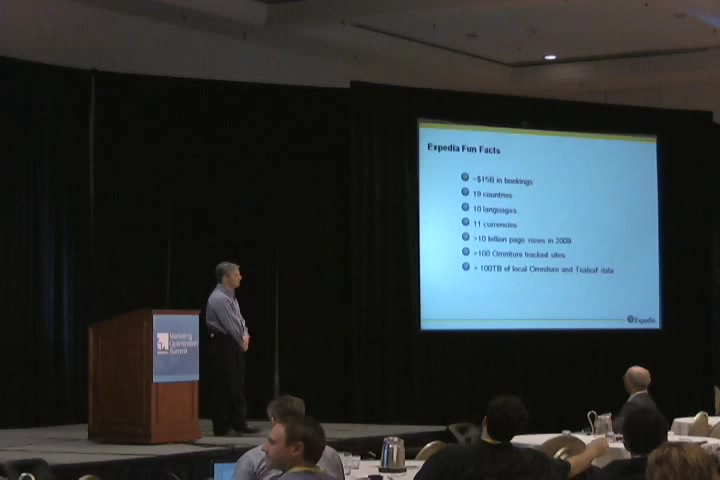 Expedia Fun Facts
~$15B in bookings
19 countries
10 languages
11 currencies
>10 billion page views in 2009
>100 Omniture tracked sites
> 100TB of local Omniture and Tealeaf data
Expedia
Marketing
Optimization
Summit